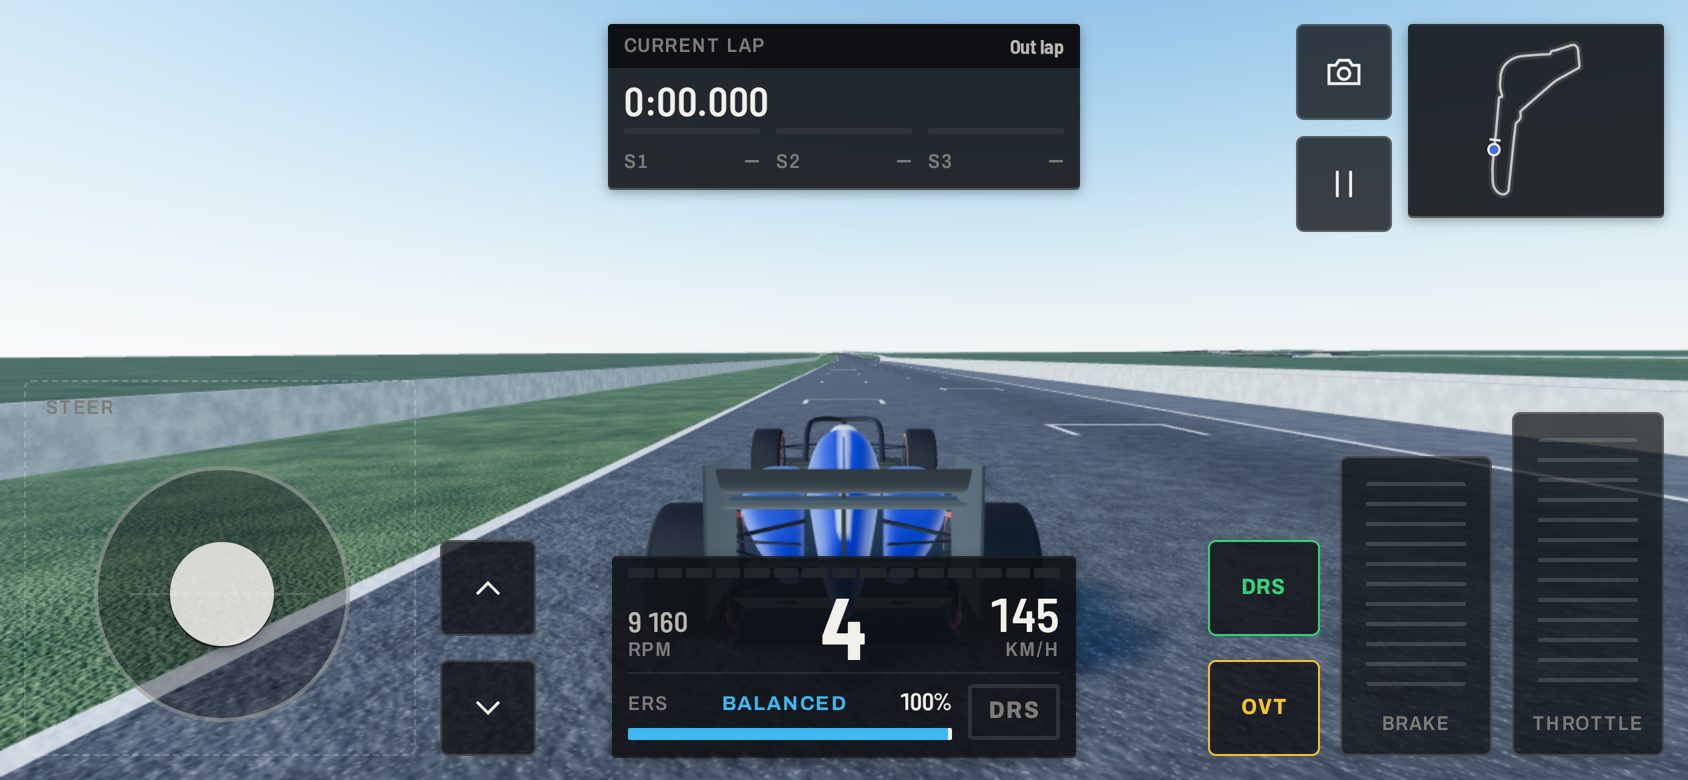 CURRENT LAP Out lap
0:00.000
S1 — S2 — S3 —
STEER
DRS
9 160 4 145
RPM KM/H
ERS BALANCED 100% DRS
OVT
BRAKE THROTTLE